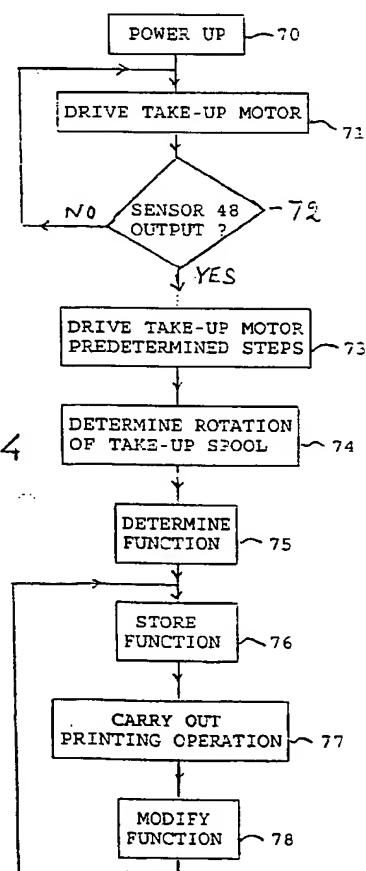 POWER UP 70
DRIVE TAKE-UP MOTOR
71
SENSOR 48
OUTPUT ?
72
NO
YES
DRIVE TAKE-UP MOTOR
PREDETERMINED STEPS
73
DETERMINE ROTATION
OF TAKE-UP SPOOL
74
4
DETERMINE
FUNCTION
75
STORE
FUNCTION
76
CARRY OUT
PRINTING OPERATION
77
MODIFY
FUNCTION
78